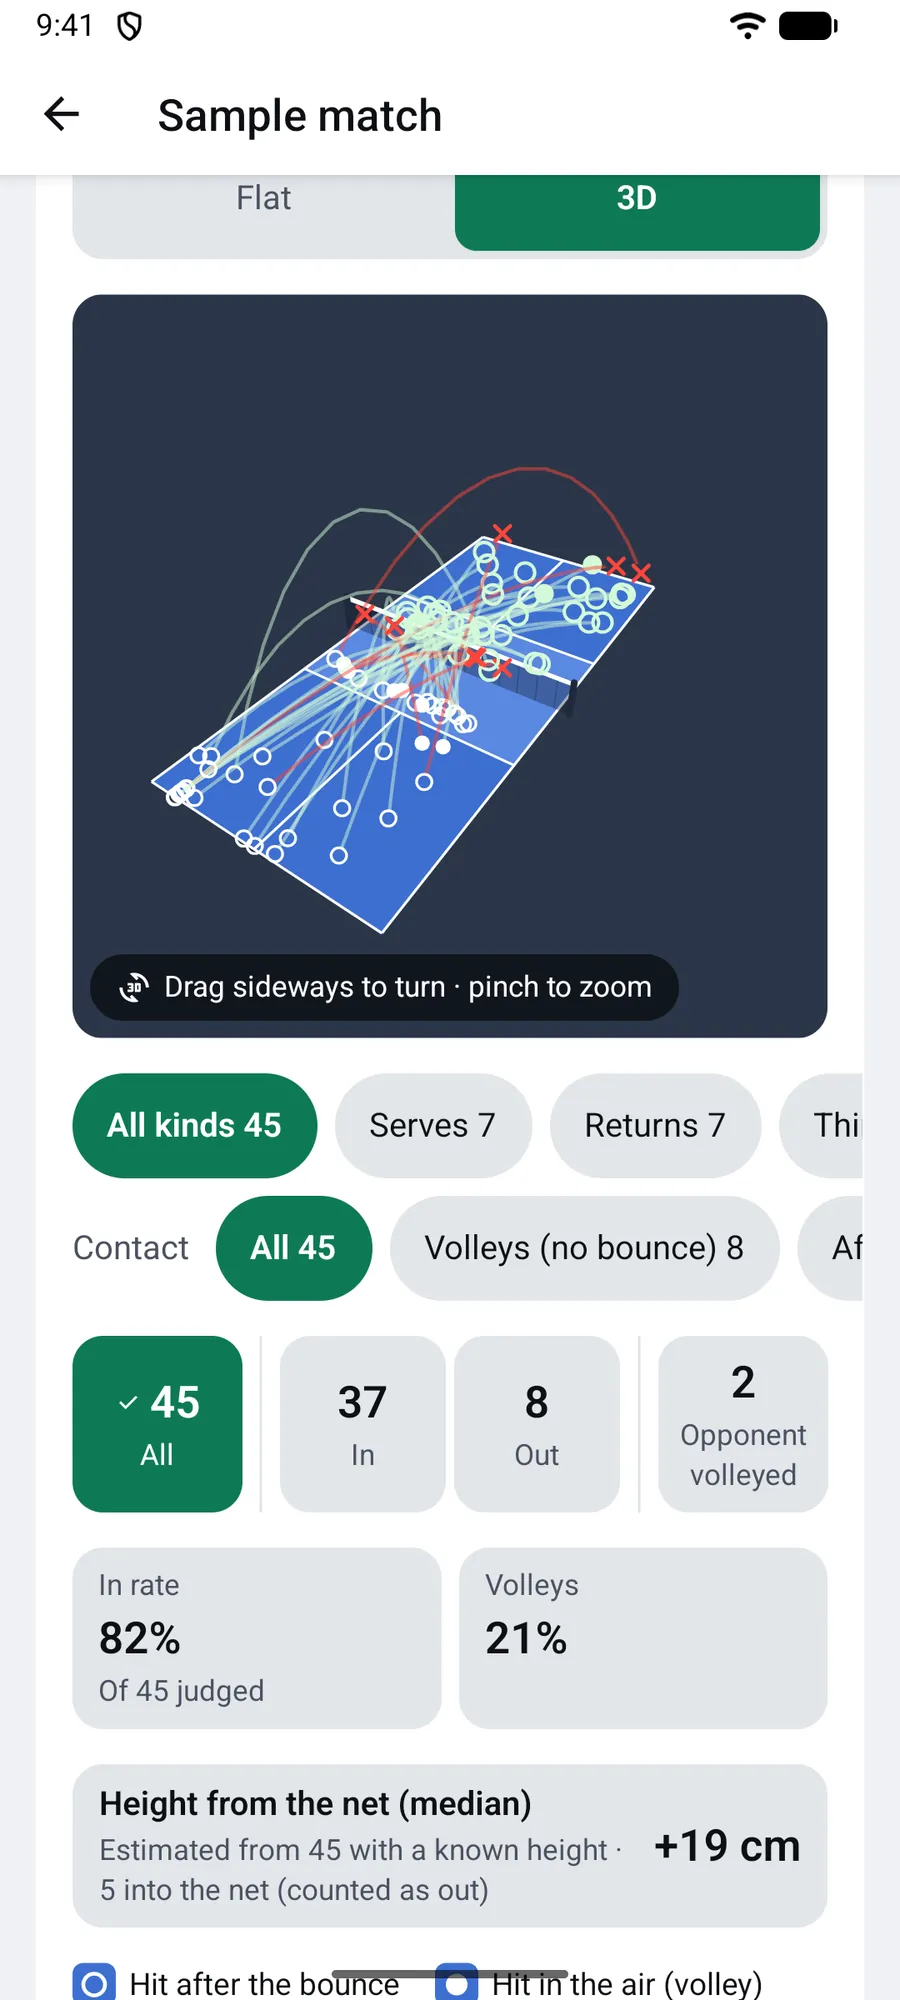 9:41
Sample match
Flat
3D
3D
Drag sideways to turn · pinch to zoom
All kinds 45
Serves 7
Returns 7
Thi
Contact
All 45
Volleys (no bounce) 8
Af
45
All
37
In
8
Out
2
Opponent
volleyed
In rate
82%
Of 45 judged
Volleys
21%
Height from the net (median)
Estimated from 45 with a known height ·
5 into the net (counted as out)
+19 cm
Hit after the bounce
Hit in the air (volley)